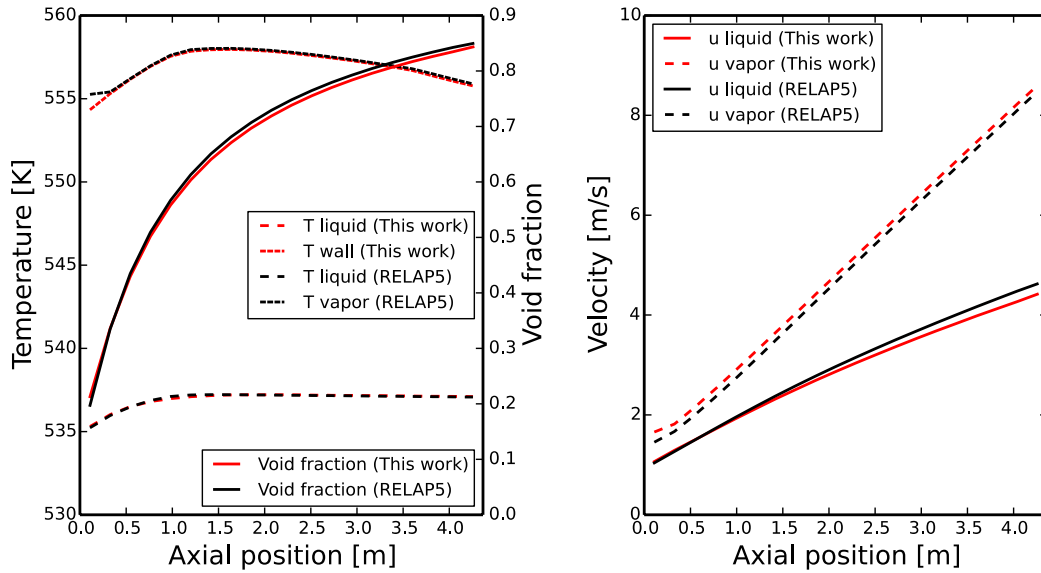 560
555
550
545
540
535
530
Temperature [K]
0.9
0.8
0.7
0.6
0.5
0.4
0.3
0.2
0.1
0.0
Void fraction
T liquid (This work)
T wall (This work)
T liquid (RELAP5)
T vapor (RELAP5)
Void fraction (This work)
Void fraction (RELAP5)
0.0 0.5 1.0 1.5 2.0 2.5 3.0 3.5 4.0
Axial position [m]
10
8
6
4
2
0
Velocity [m/s]
u liquid (This work)
u vapor (This work)
u liquid (RELAP5)
u vapor (RELAP5)
0.0 0.5 1.0 1.5 2.0 2.5 3.0 3.5 4.0
Axial position [m]